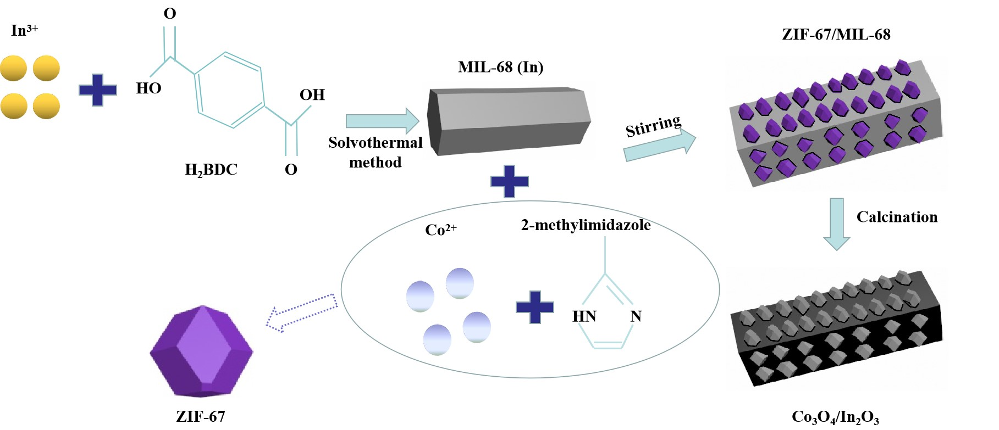 In³⁺
O
HO
OH
O
H₂BDC
Solvothermal
method
MIL-68 (In)
Stirring
ZIF-67/MIL-68
Calcination
Co²⁺
2-methylimidazole
HN
N
ZIF-67
Co₃O₄/In₂O₃